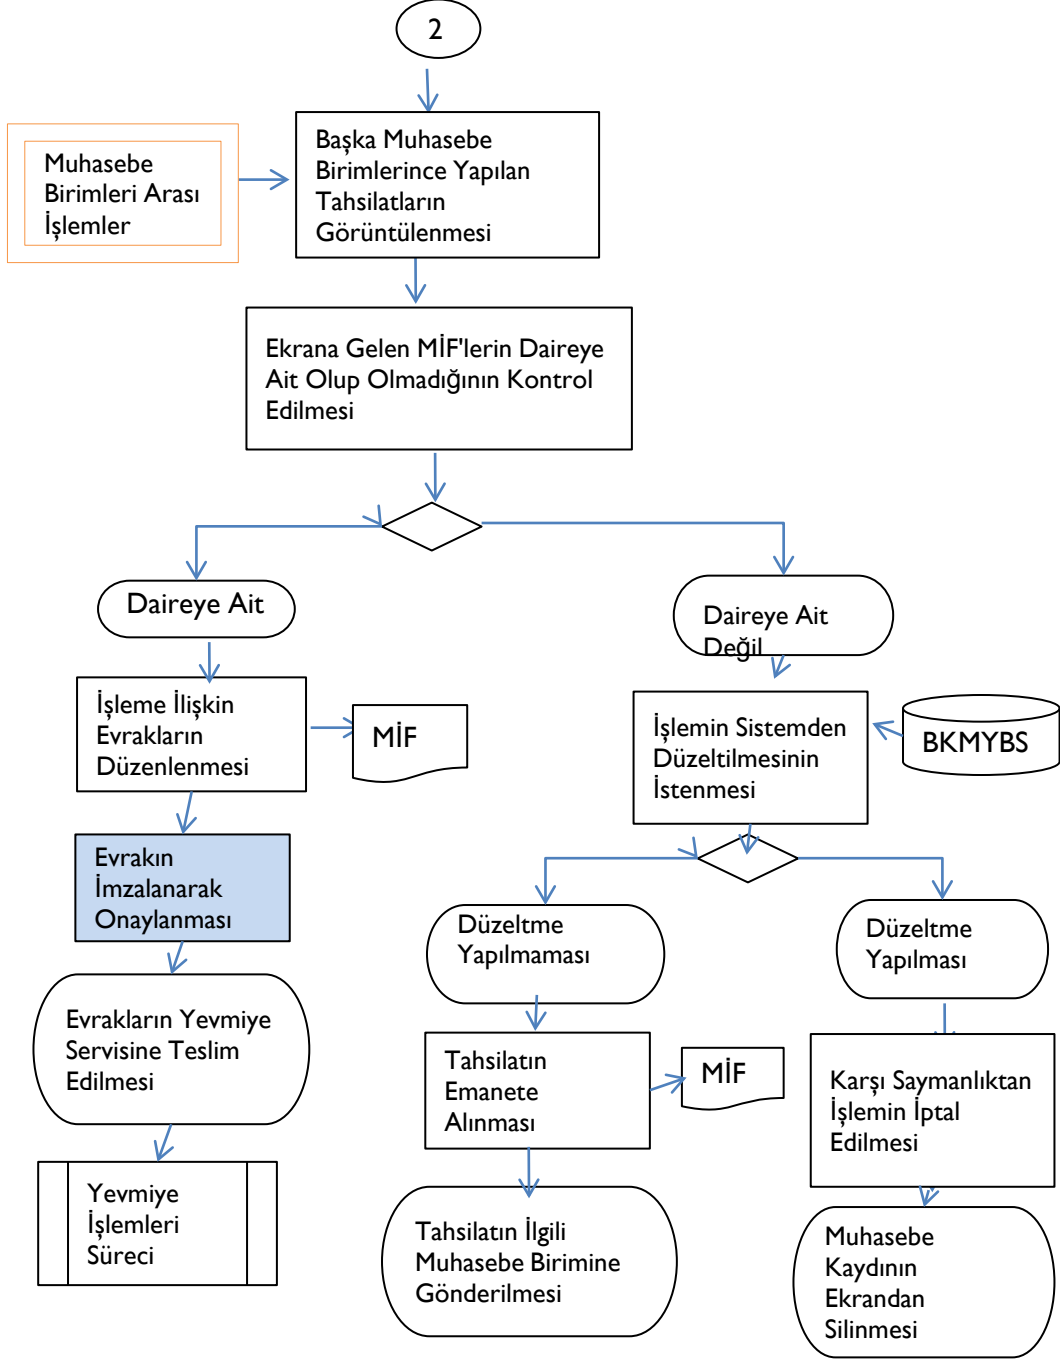 2
Muhasebe
Birimleri Arası
İşlemler
Başka Muhasebe
Birimlerince Yapılan
Tahsilatların
Görüntülenmesi
Ekrana Gelen MİF'lerin Daireye
Ait Olup Olmadığının Kontrol
Edilmesi
Daireye Ait
Daireye Ait
Değil
İşleme İlişkin
Evrakların
Düzenlenmesi
MİF
İşlemin Sistemden
Düzeltilmesinin
İstenmesi
BKMYBS
Evrakın
İmzalanarak
Onaylanması
Düzeltme
Yapılmaması
Düzeltme
Yapılması
Evrakların Yevmiye
Servisine Teslim
Edilmesi
Tahsilatın
Emanete
Alınması
MİF
Karşı Saymanlıktan
İşlemin İptal
Edilmesi
Yevmiye
İşlemleri
Süreci
Tahsilatın İlgili
Muhasebe Birimine
Gönderilmesi
Muhasebe
Kaydının
Ekrandan
Silinmesi